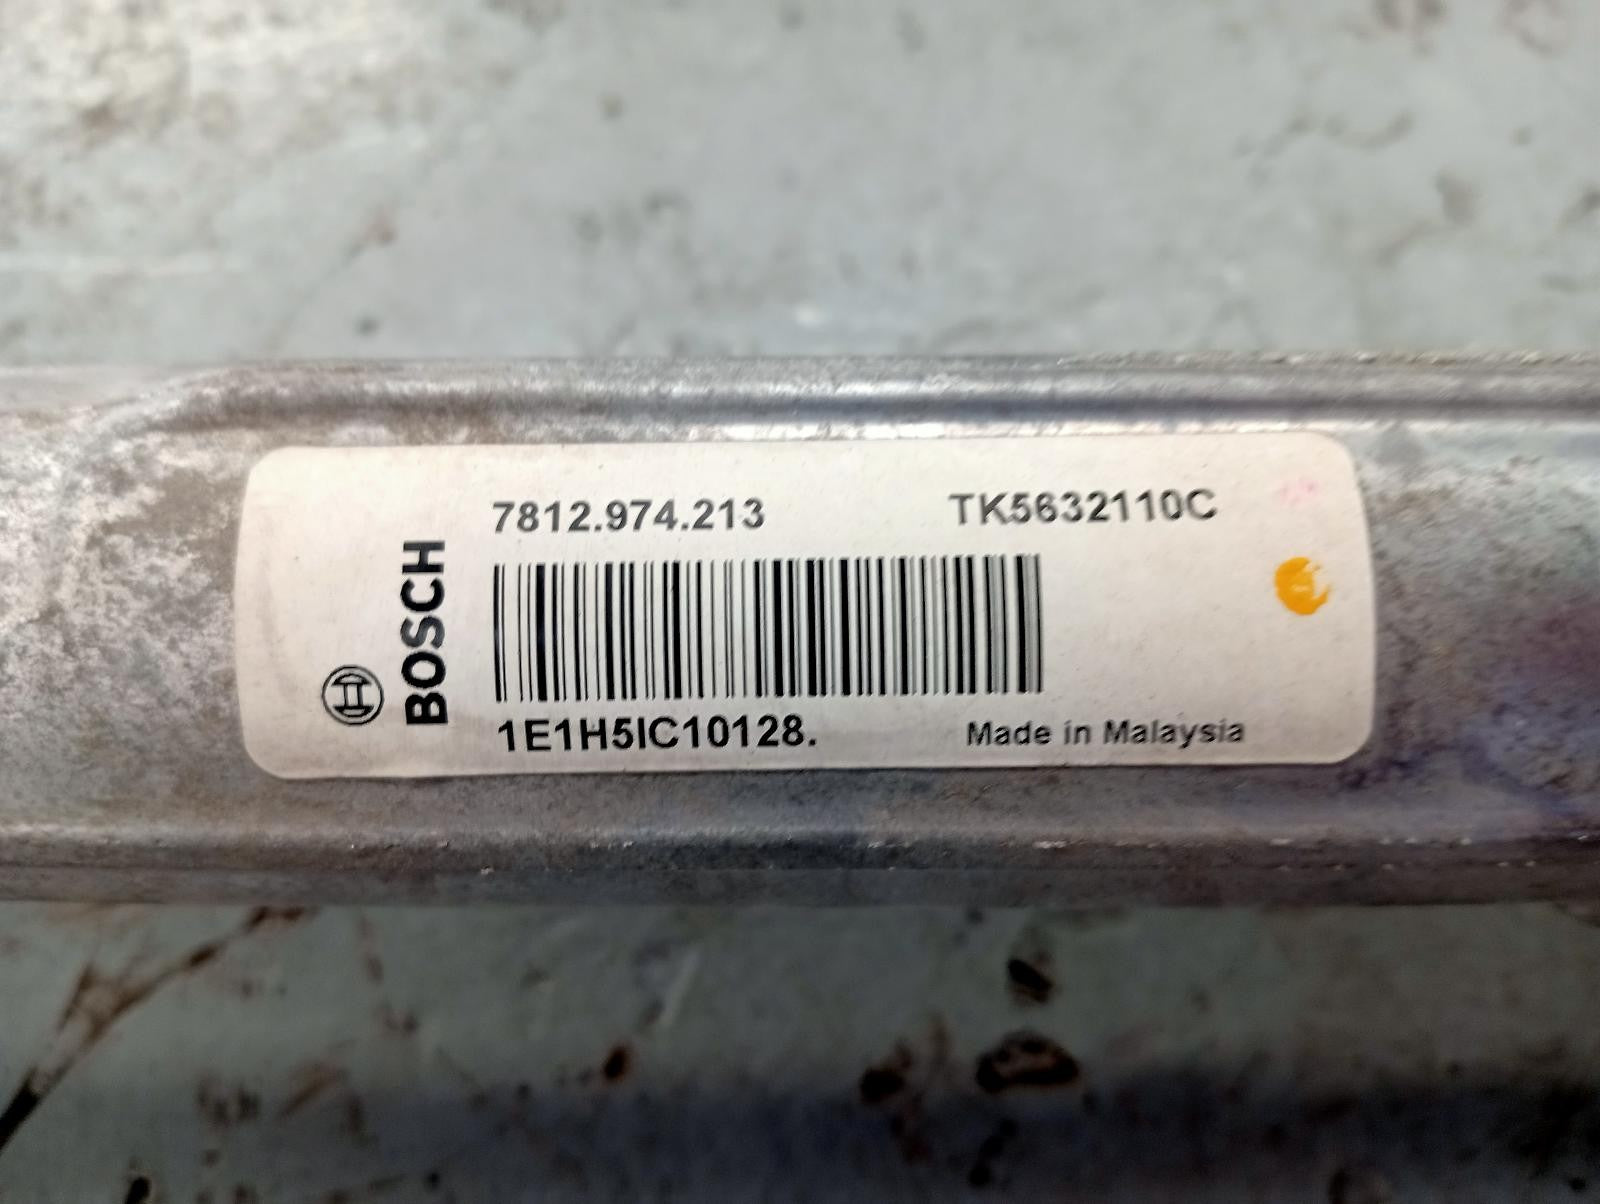 7812.974.213 TK5632110C
BOSCH
1E1H5IC10128.
Made in Malaysia